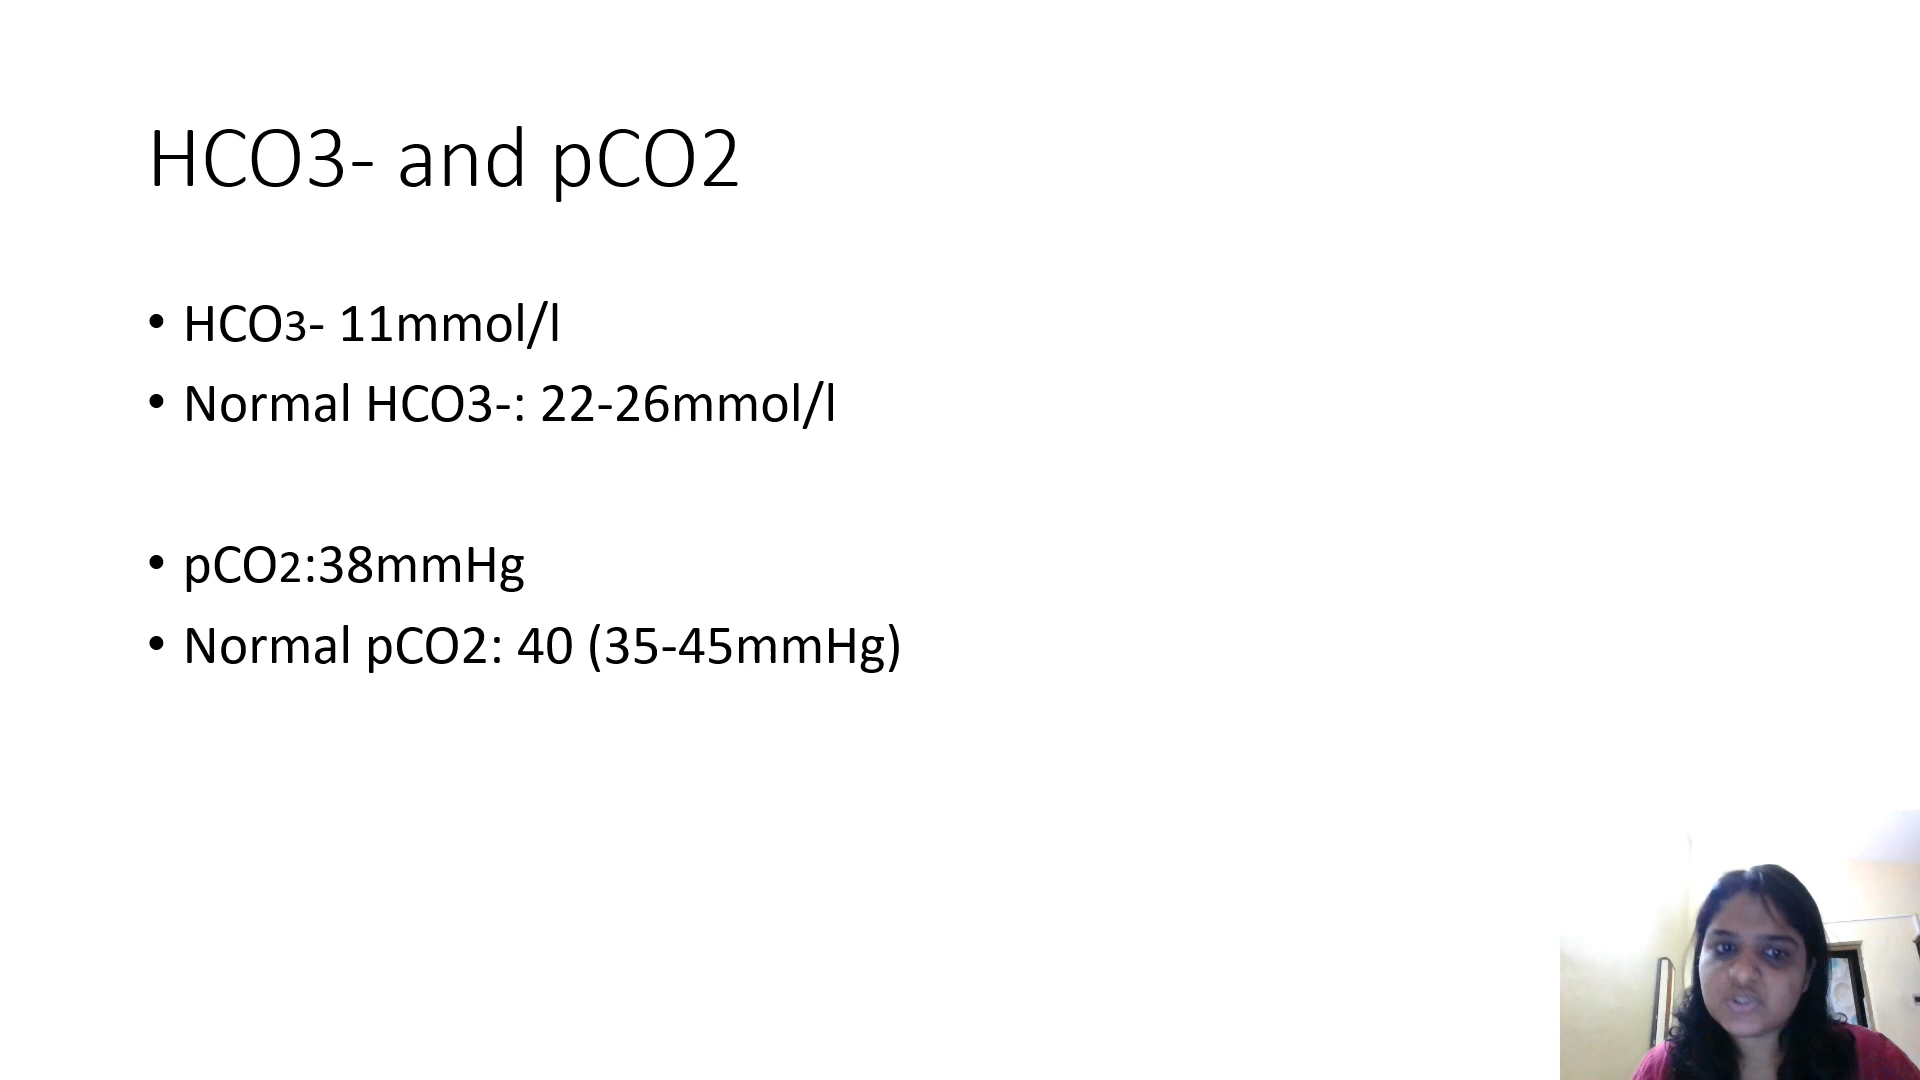 HCO3- and pCO2
• HCO3- 11mmol/l
• Normal HCO3-: 22-26mmol/l
• pCO2:38mmHg
• Normal pCO2: 40 (35-45mmHg)